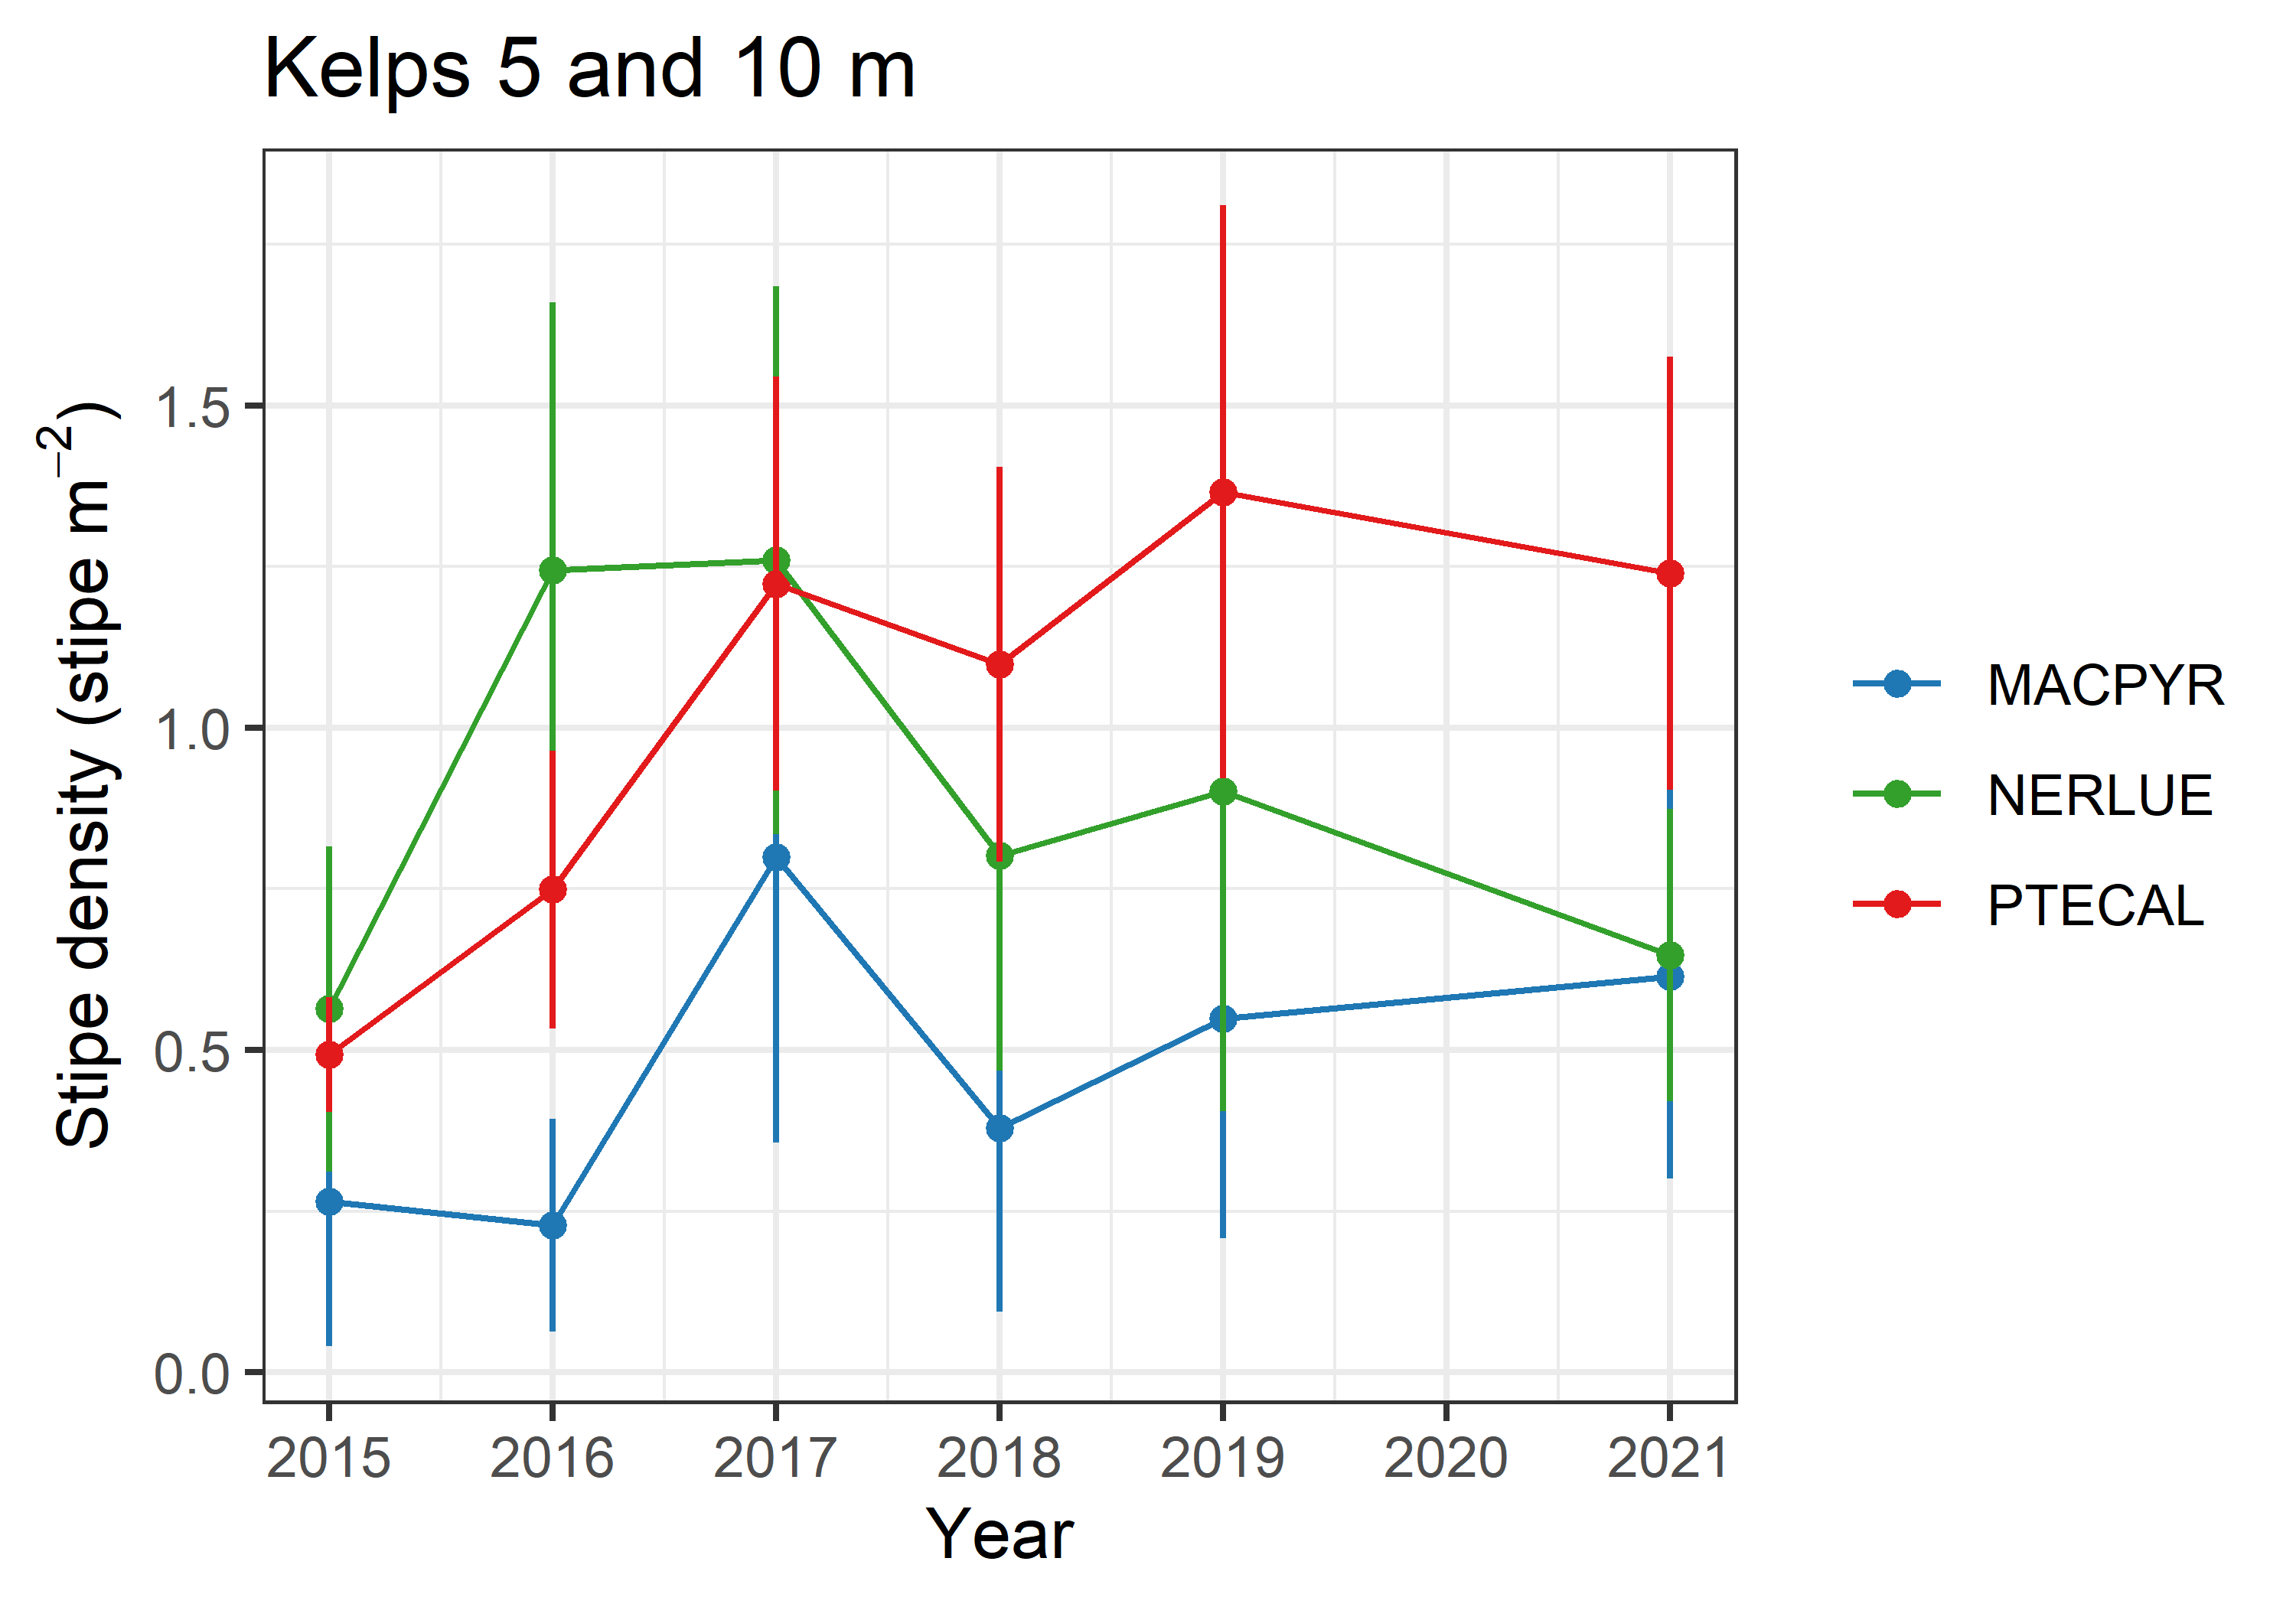 Kelps 5 and 10 m
Stipe density (stipe m⁻²)
1.5
1.0
0.5
0.0
2015 2016 2017 2018 2019 2020 2021
Year
MACPYR
NERLUE
PTECAL